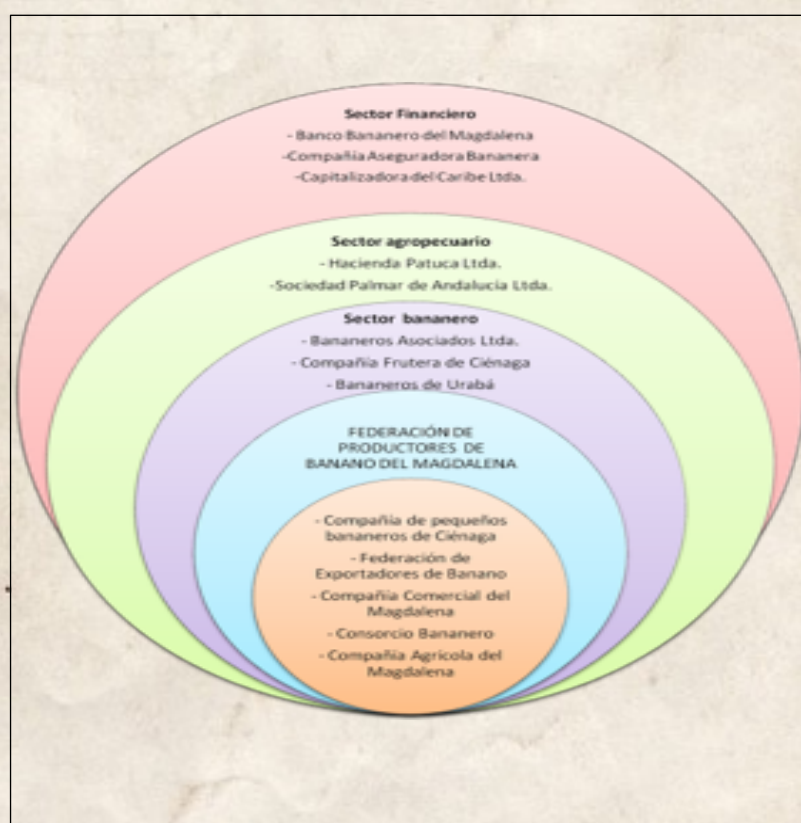 Sector Financiero
- Banco Bananero del Magdalena
-Compañía Aseguradora Bananera
-Capitalizadora del Caribe Ltda.
Sector agropecuario
- Hacienda Patuca Ltda.
-Sociedad Palmar de Andalucía Ltda.
Sector bananero
- Bananeros Asociados Ltda.
- Compañía Frutera de Ciénaga
- Bananeros de Urabá
FEDERACIÓN DE
PRODUCTORES DE
BANANO DEL MAGDALENA
- Compañía de pequeños
bananeros de Ciénaga
- Federación de
Exportadores de Banano
- Compañía Comercial del
Magdalena
- Consorcio Bananero
- Compañía Agrícola del
Magdalena